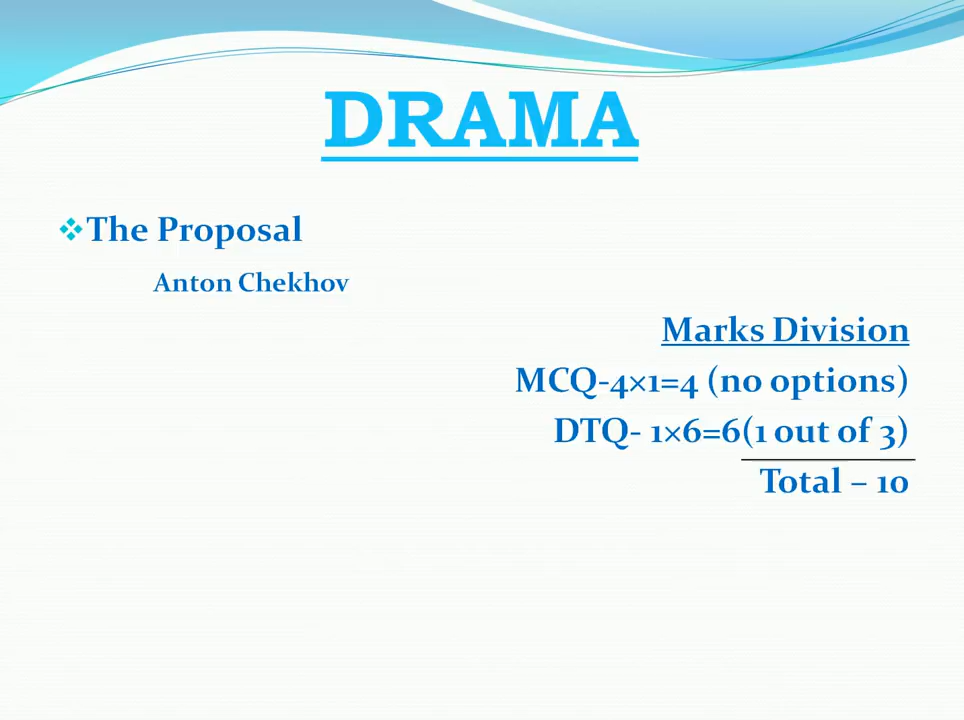 DRAMA
❖The Proposal
Anton Chekhov
Marks Division
MCQ-4×1=4 (no options)
DTQ- 1×6=6(1 out of 3)
Total – 10